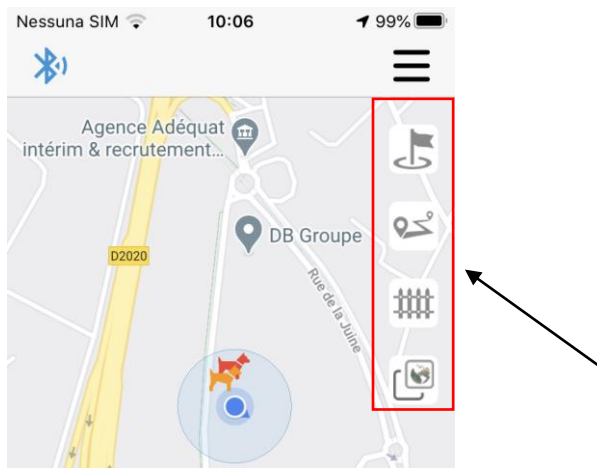 Nessuna SIM 10:06 99%
Agence Adéquat
intérim & recrutement...
DB Groupe
D2020
Rue de la Juine